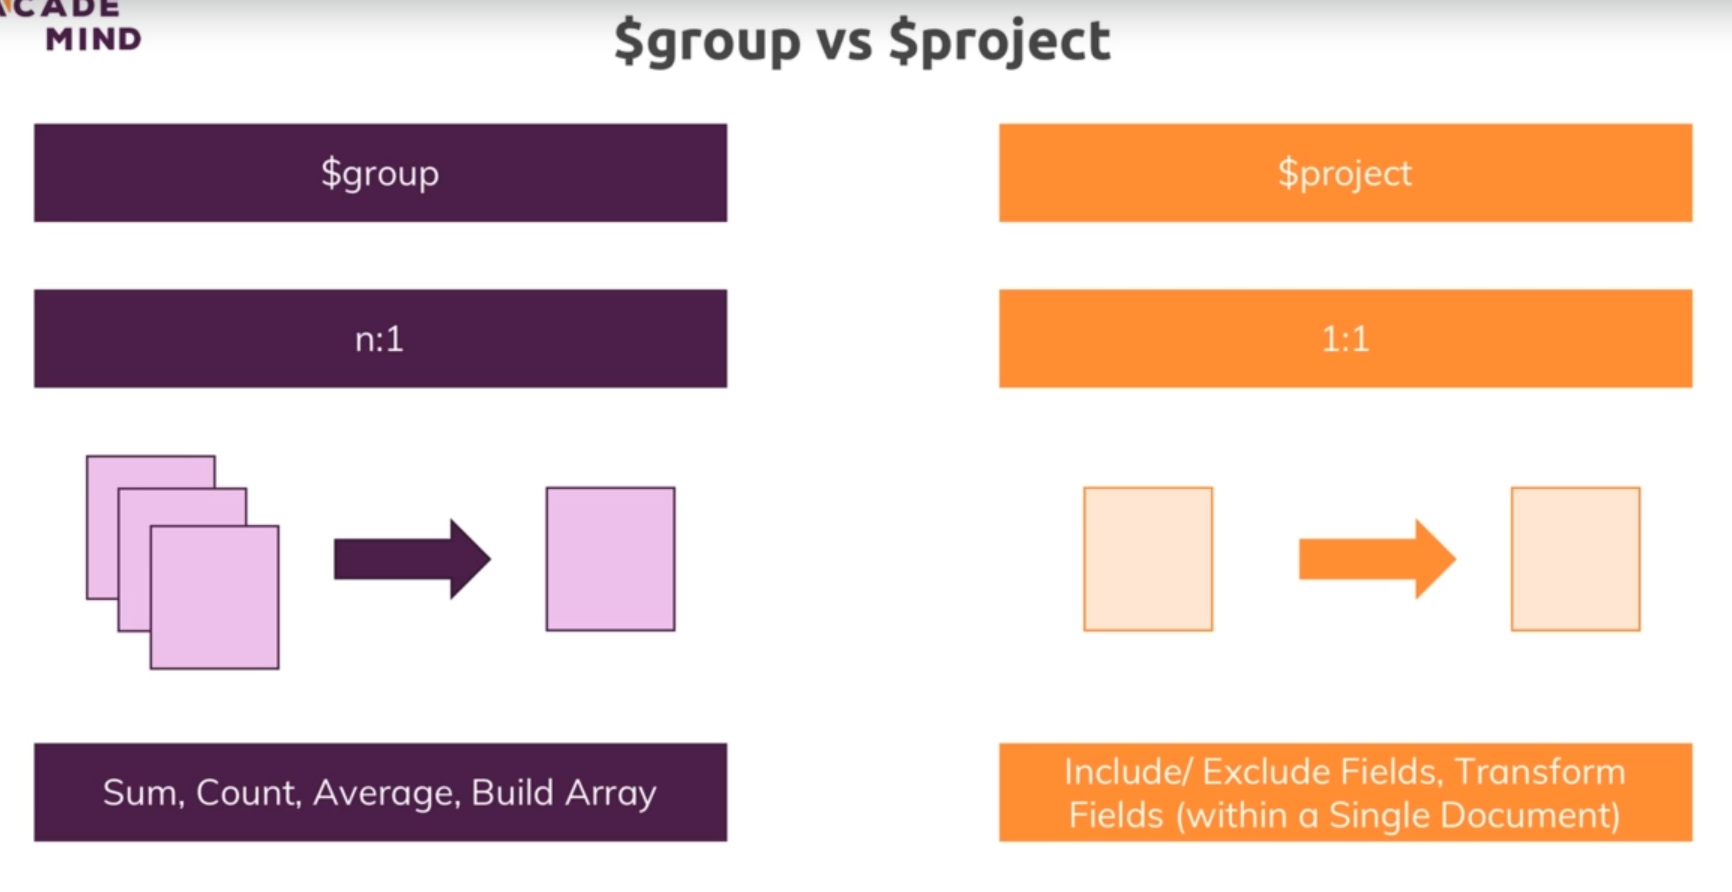 CADE
MIND
$group vs $project
$group
$project
n:1
1:1
Sum, Count, Average, Build Array
Include/ Exclude Fields, Transform
Fields (within a Single Document)